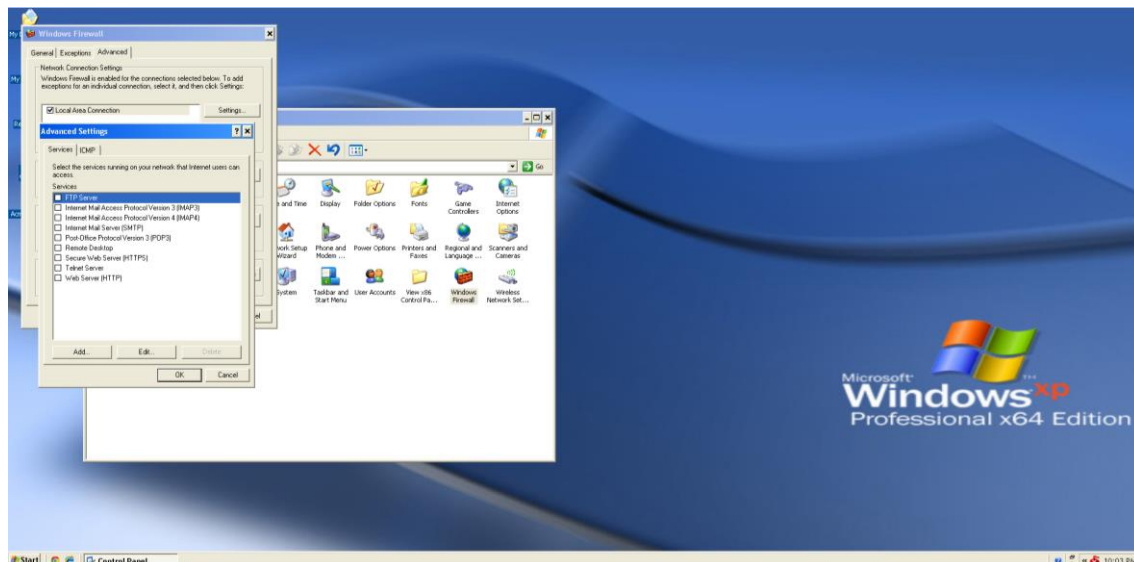 Windows Firewall
General Exceptions Advanced
Network Connection Settings
Windows Firewall is enabled for the connections selected below. To add
exceptions for an individual connection, select it, and then click Settings:
Local Area Connection Settings...
Advanced Settings
Services ICMP
Select the services running on your network that Internet users can
access.
Services
FTP Server
Internet Mail Access Protocol Version 3 (IMAP3)
Internet Mail Access Protocol Version 4 (IMAP4)
Internet Mail Server (SMTP)
Post-Office Protocol Version 3 (POP3)
Remote Desktop
Secure Web Server (HTTPS)
Telnet Server
Web Server (HTTP)
Add... Edit... Delete
OK Cancel
Go
and Time Display Folder Options Fonts Game
Controllers Internet
Options
Setup
Wizard Phone and
Modem ... Power Options Printers and
Faxes Regional and
Language ... Scanners and
Cameras
System Taskbar and
Start Menu User Accounts View x86
Control Pa... Windows
Firewall Wireless
Network Set...
Microsoft
Windows xp
Professional x64 Edition
Start Control Panel 10:03 PM